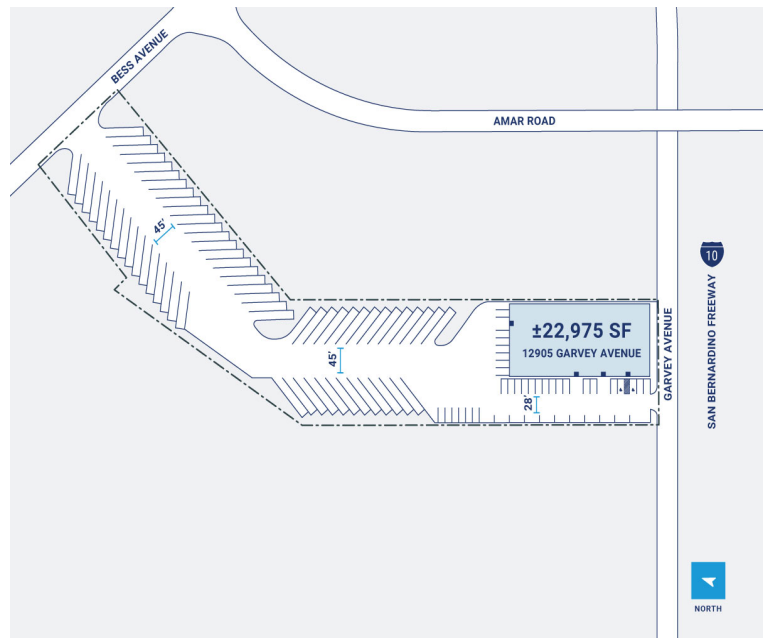 BESS AVENUE
AMAR ROAD
45'
45'
28'
±22,975 SF
12905 GARVEY AVENUE
GARVEY AVENUE
10
SAN BERNARDINO FREEWAY
NORTH